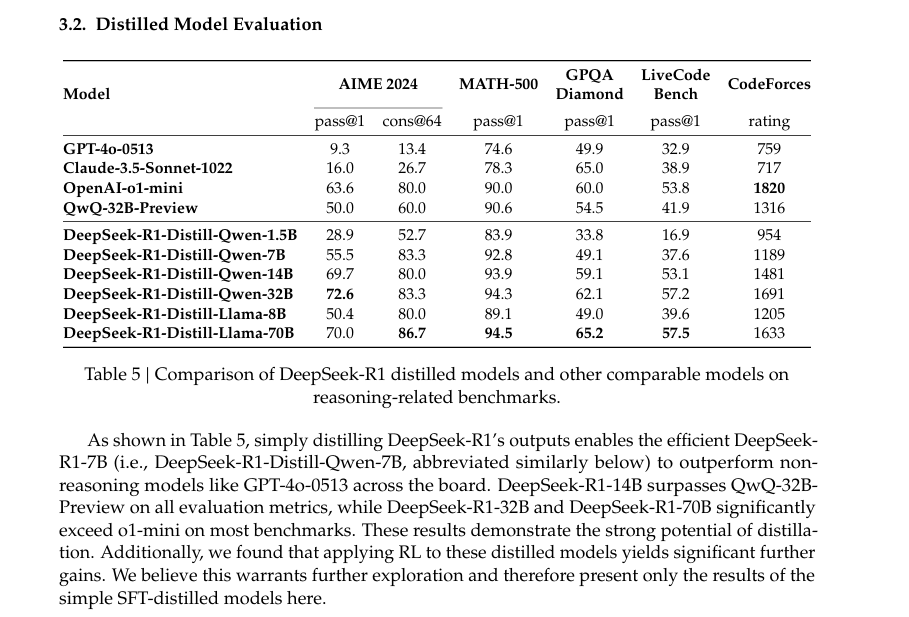 3.2. Distilled Model Evaluation
Model AIME 2024 MATH-500 GPQA Diamond LiveCode Bench CodeForces
pass@1 cons@64 pass@1 pass@1 pass@1 rating
GPT-4o-0513 9.3 13.4 74.6 49.9 32.9 759
Claude-3.5-Sonnet-1022 16.0 26.7 78.3 65.0 38.9 717
OpenAI-o1-mini 63.6 80.0 90.0 60.0 53.8 1820
QwQ-32B-Preview 50.0 60.0 90.6 54.5 41.9 1316
DeepSeek-R1-Distill-Qwen-1.5B 28.9 52.7 83.9 33.8 16.9 954
DeepSeek-R1-Distill-Qwen-7B 55.5 83.3 92.8 49.1 37.6 1189
DeepSeek-R1-Distill-Qwen-14B 69.7 80.0 93.9 59.1 53.1 1481
DeepSeek-R1-Distill-Qwen-32B 72.6 83.3 94.3 62.1 57.2 1691
DeepSeek-R1-Distill-Llama-8B 50.4 80.0 89.1 49.0 39.6 1205
DeepSeek-R1-Distill-Llama-70B 70.0 86.7 94.5 65.2 57.5 1633
Table 5 | Comparison of DeepSeek-R1 distilled models and other comparable models on
reasoning-related benchmarks.
As shown in Table 5, simply distilling DeepSeek-R1's outputs enables the efficient DeepSeek-
R1-7B (i.e., DeepSeek-R1-Distill-Qwen-7B, abbreviated similarly below) to outperform non-
reasoning models like GPT-4o-0513 across the board. DeepSeek-R1-14B surpasses QwQ-32B-
Preview on all evaluation metrics, while DeepSeek-R1-32B and DeepSeek-R1-70B significantly
exceed o1-mini on most benchmarks. These results demonstrate the strong potential of distilla-
tion. Additionally, we found that applying RL to these distilled models yields significant further
gains. We believe this warrants further exploration and therefore present only the results of the
simple SFT-distilled models here.